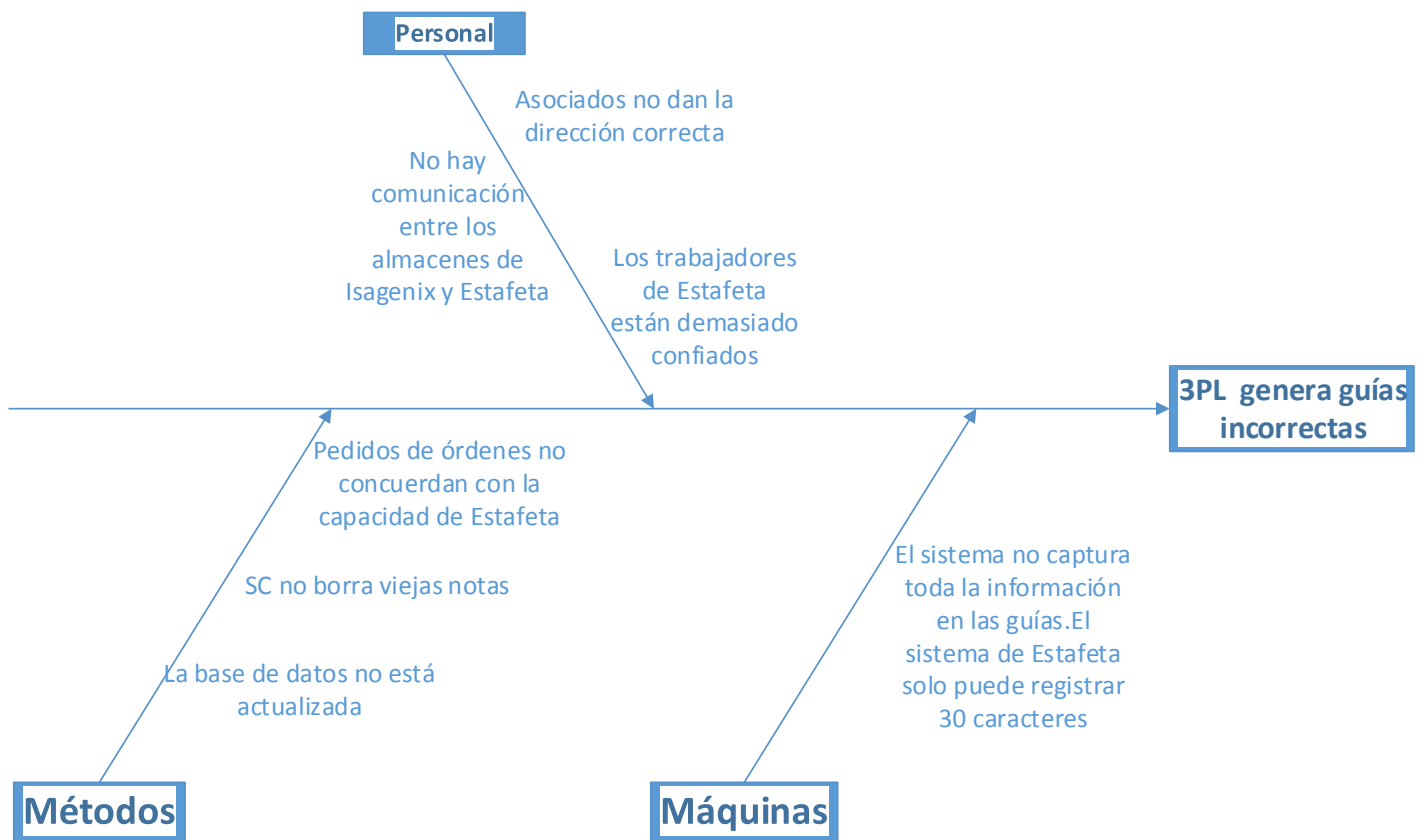 Personal
Asociados no dan la
dirección correcta
No hay
comunicación
entre los
almacenes de
Isagenix y Estafeta
Los trabajadores
de Estafeta
están demasiado
confiados
3PL  genera guías
incorrectas
Pedidos de órdenes no
concuerdan con la
capacidad de Estafeta
SC no borra viejas notas
La base de datos no está
actualizada
El sistema no captura
toda la información
en las guías.El
sistema de Estafeta
solo puede registrar
30 caracteres
Métodos
Máquinas